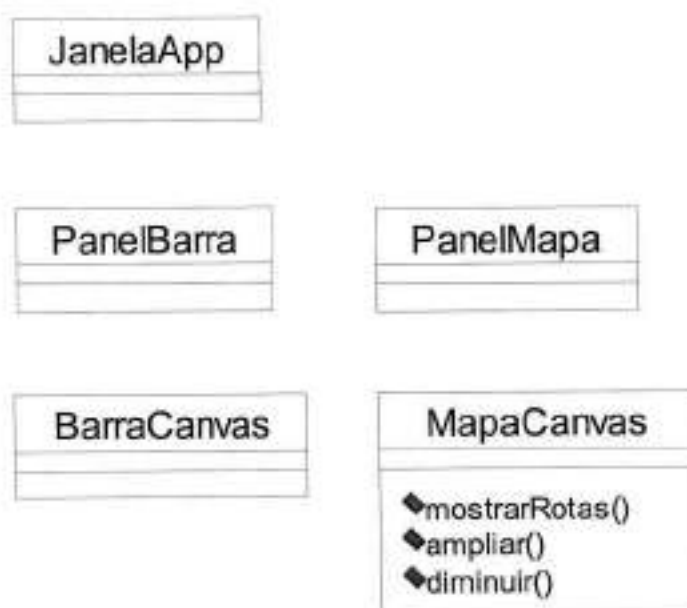 JanelaApp
PanelBarra
PanelMapa
BarraCanvas
MapaCanvas
mostrarRotas()
ampliar()
diminuir()